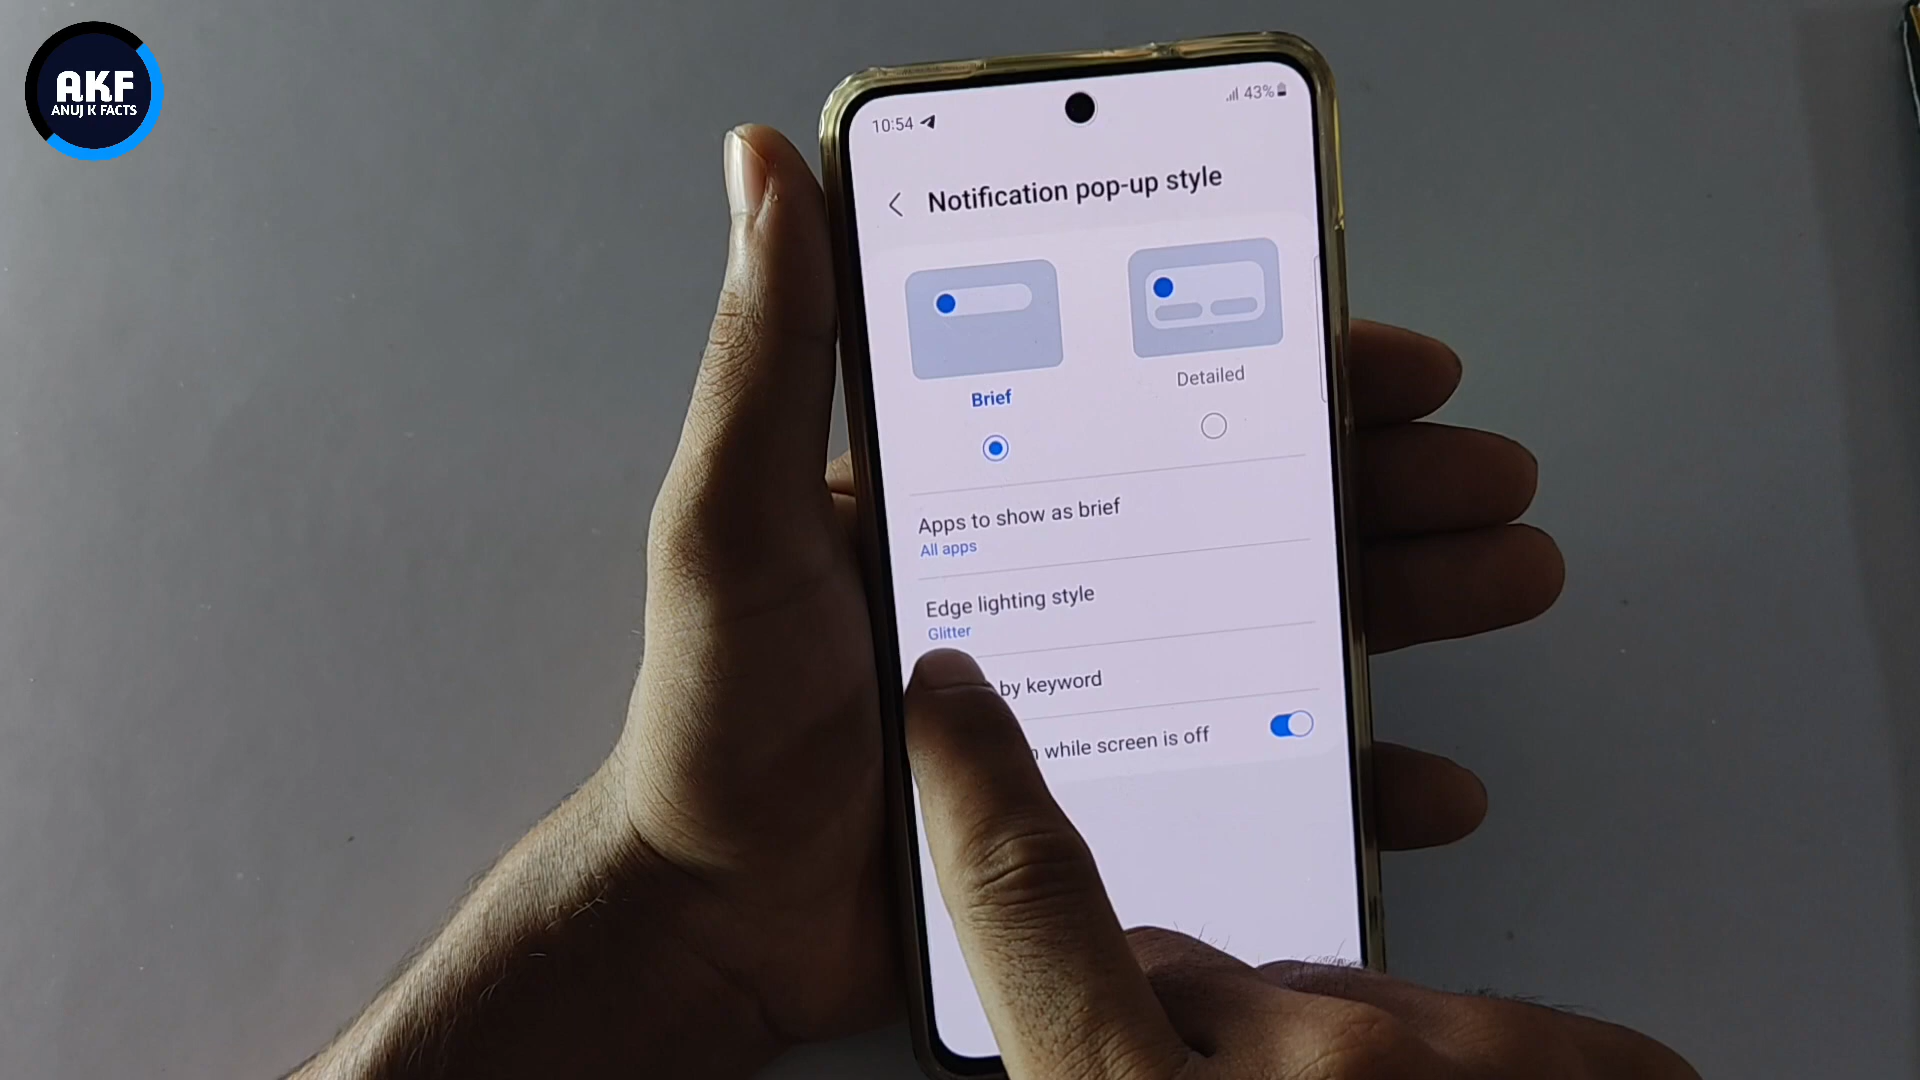 AKF
ANUJ K FACTS
10:54
43%
Notification pop-up style
Brief
Detailed
Apps to show as brief
All apps
Edge lighting style
Glitter
by keyword
while screen is off